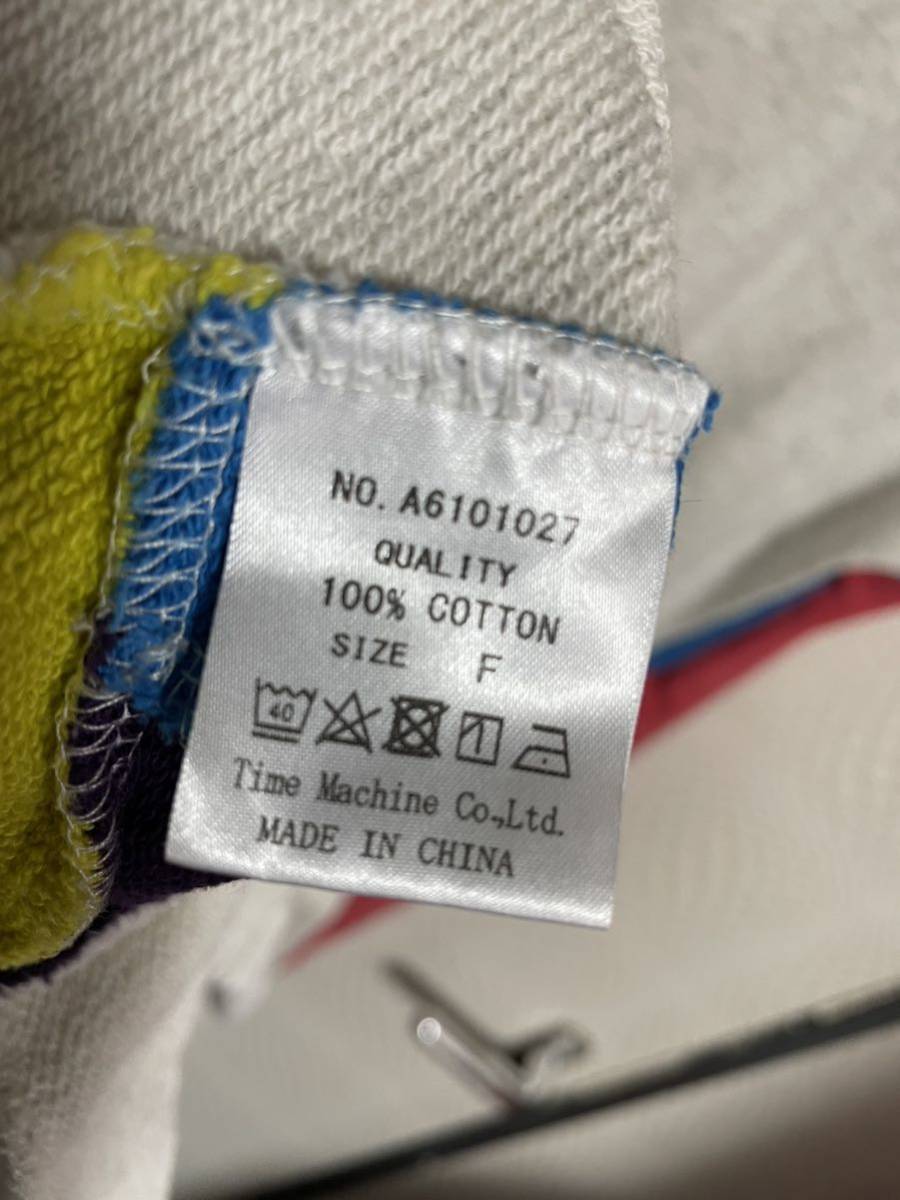 NO. A6101027
QUALITY
100% COTTON
SIZE F
40
Time Machine Co.,Ltd.
MADE IN CHINA